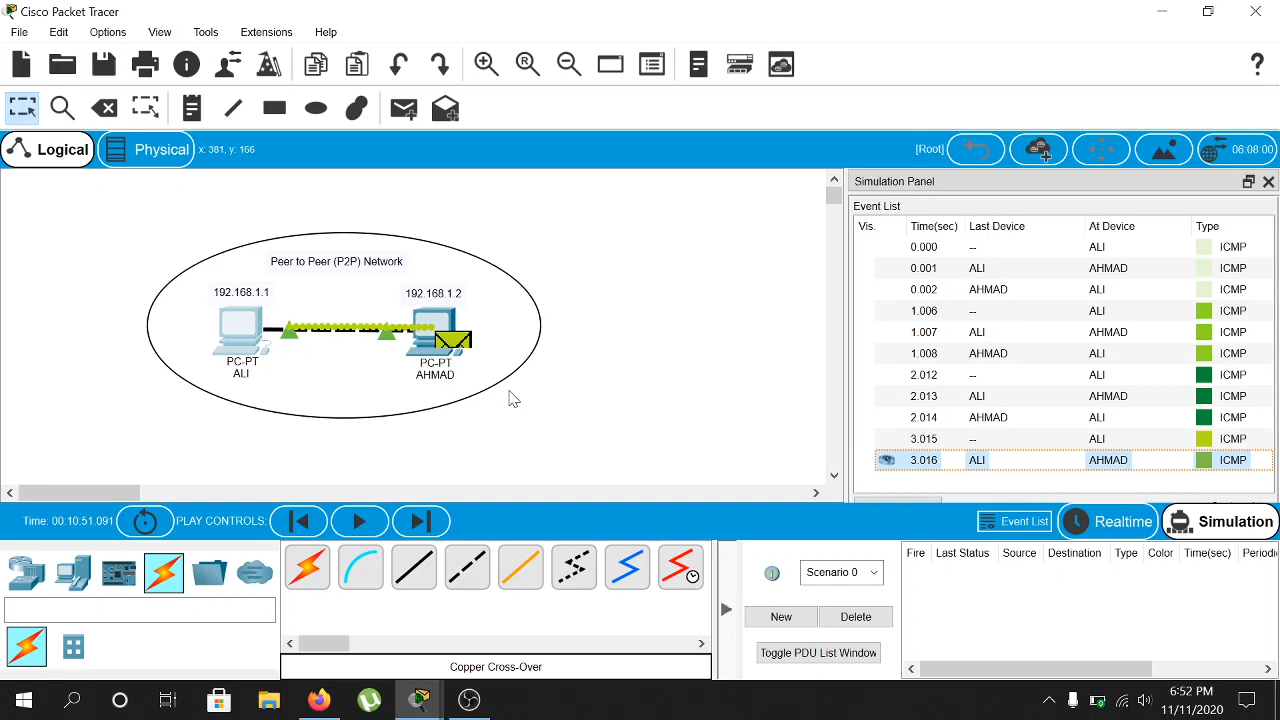 Cisco Packet Tracer
File Edit Options View Tools Extensions Help
Logical Physical x: 381, y: 166 [Root] 06:08:00
Simulation Panel
Event List
Vis. Time(sec) Last Device At Device Type
0.000 -- ALI ICMP
0.001 ALI AHMAD ICMP
0.002 AHMAD ALI ICMP
1.006 -- ALI ICMP
1.007 ALI AHMAD ICMP
1.008 AHMAD ALI ICMP
2.012 -- ALI ICMP
2.013 ALI AHMAD ICMP
2.014 AHMAD ALI ICMP
3.015 -- ALI ICMP
3.016 ALI AHMAD ICMP
Peer to Peer (P2P) Network
192.168.1.1 192.168.1.2
PC-PT PC-PT
ALI AHMAD
Time: 00:10:51.091 PLAY CONTROLS: Event List Realtime Simulation
Fire Last Status Source Destination Type Color Time(sec) Periodi
Scenario 0
New Delete
Toggle PDU List Window
Copper Cross-Over
6:52 PM
11/11/2020